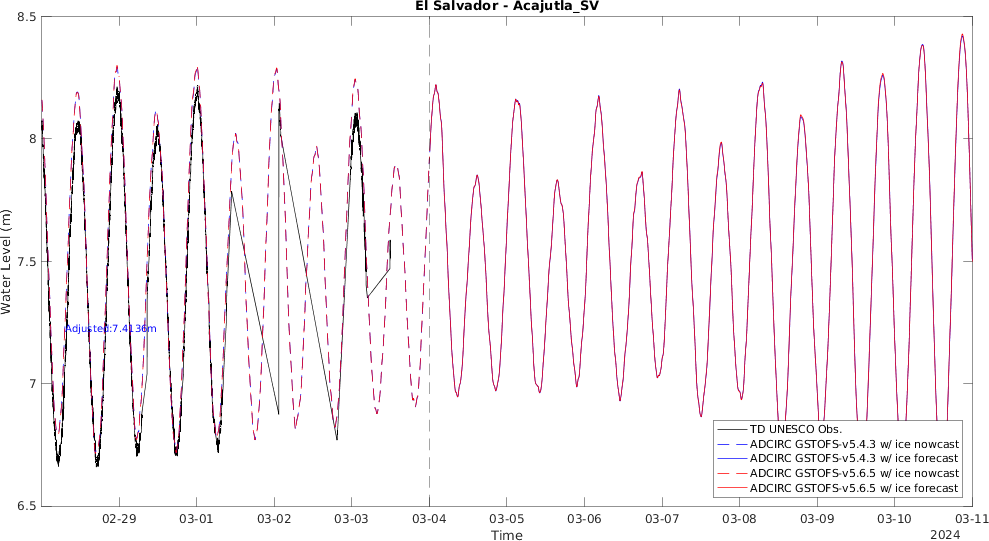 El Salvador - Acajutla_SV
8.5
8
7.5
7
6.5
Water Level (m)
Adjusted:7.4136m
TD UNESCO Obs.
ADCIRC GSTOFS-v5.4.3 w/ ice nowcast
ADCIRC GSTOFS-v5.4.3 w/ ice forecast
ADCIRC GSTOFS-v5.6.5 w/ ice nowcast
ADCIRC GSTOFS-v5.6.5 w/ ice forecast
02-29 03-01 03-02 03-03 03-04 03-05 03-06 03-07 03-08 03-09 03-10 03-11
Time
2024